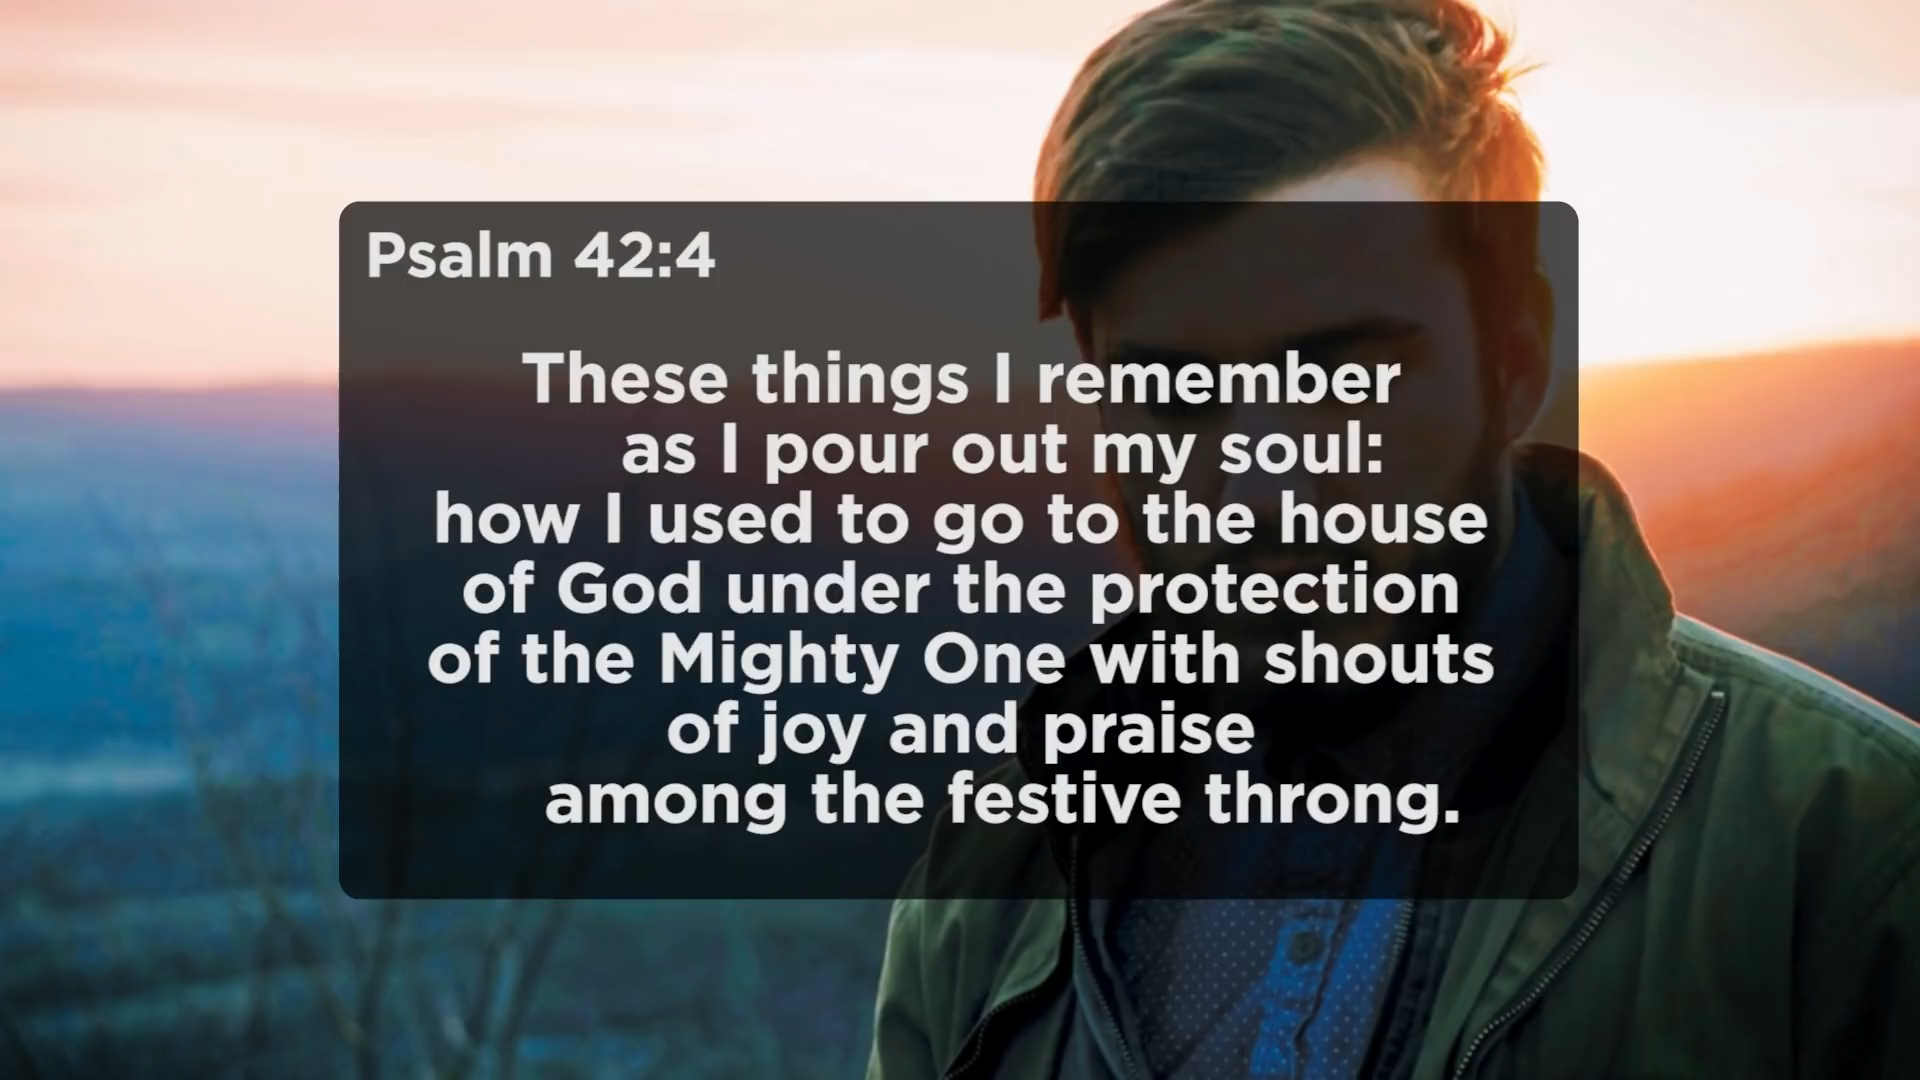 Psalm 42:4
These things I remember
as I pour out my soul:
how I used to go to the house
of God under the protection
of the Mighty One with shouts
of joy and praise
among the festive throng.